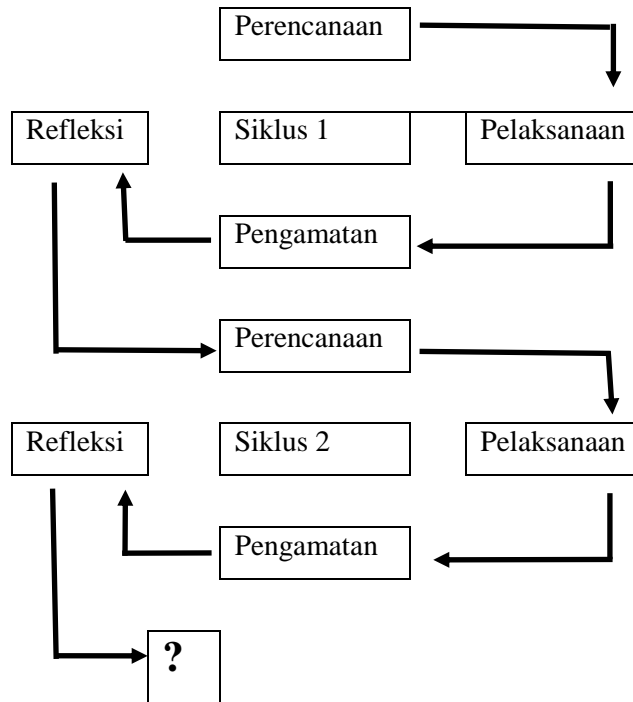 Perencanaan
Refleksi
Siklus 1
Pelaksanaan
Pengamatan
Perencanaan
Refleksi
Siklus 2
Pelaksanaan
Pengamatan
?